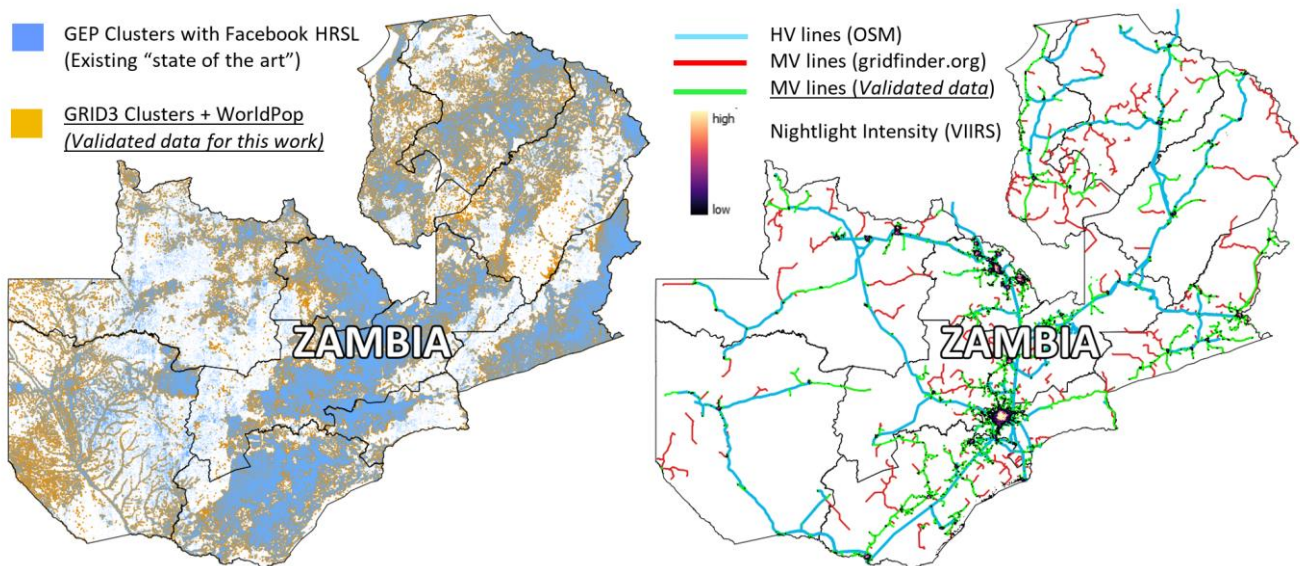 GEP Clusters with Facebook HRSL
(Existing “state of the art”)
GRID3 Clusters + WorldPop
(Validated data for this work)
ZAMBIA
HV lines (OSM)
MV lines (gridfinder.org)
MV lines (Validated data)
high
Nightlight Intensity (VIIRS)
low
ZAMBIA